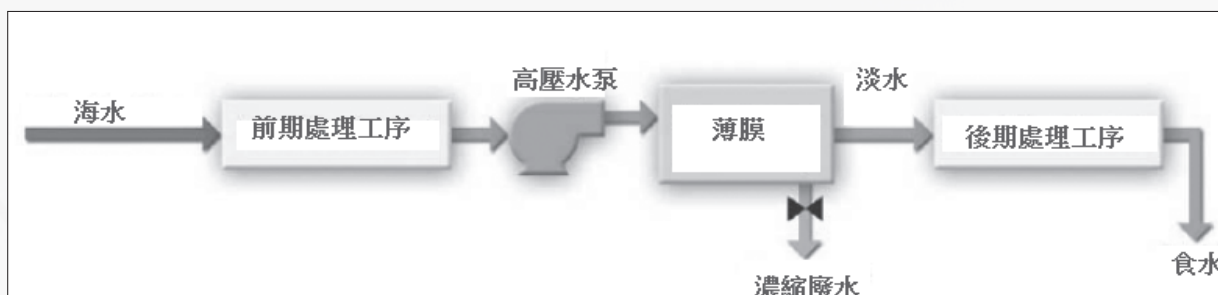 海水
前期處理工序
高壓水泵
薄膜
淡水
後期處理工序
濃縮廢水
食水